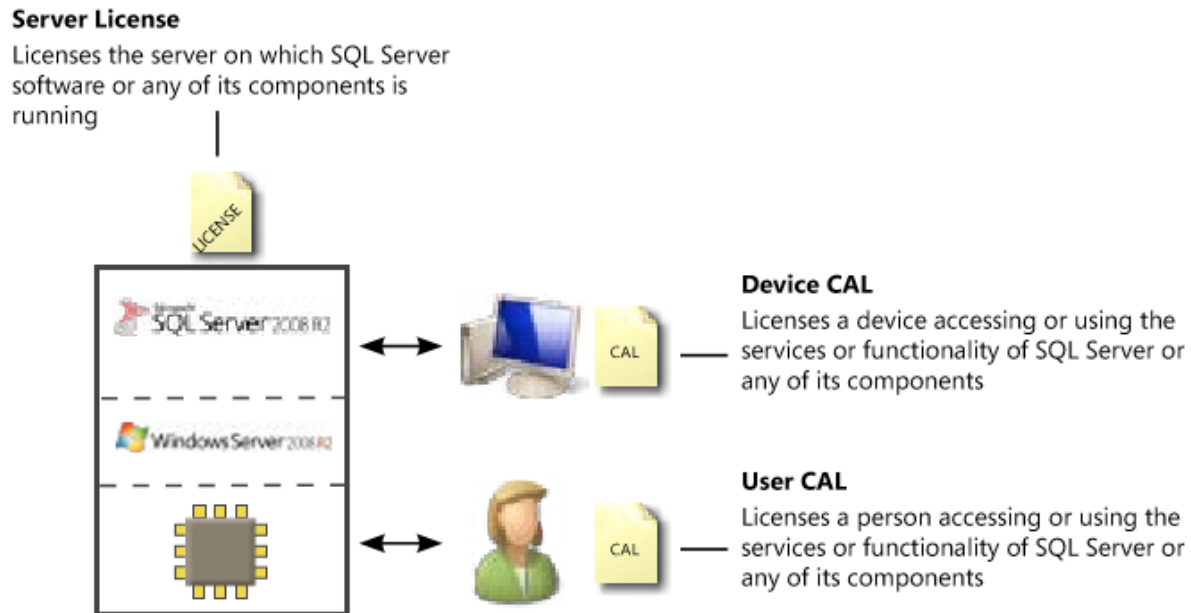 Server License
Licenses the server on which SQL Server
software or any of its components is
running
LICENSE
Microsoft
SQL Server 2008 R2
Device CAL
Licenses a device accessing or using the
services or functionality of SQL Server or
any of its components
CAL
Windows Server 2008 R2
User CAL
Licenses a person accessing or using the
services or functionality of SQL Server or
any of its components
CAL